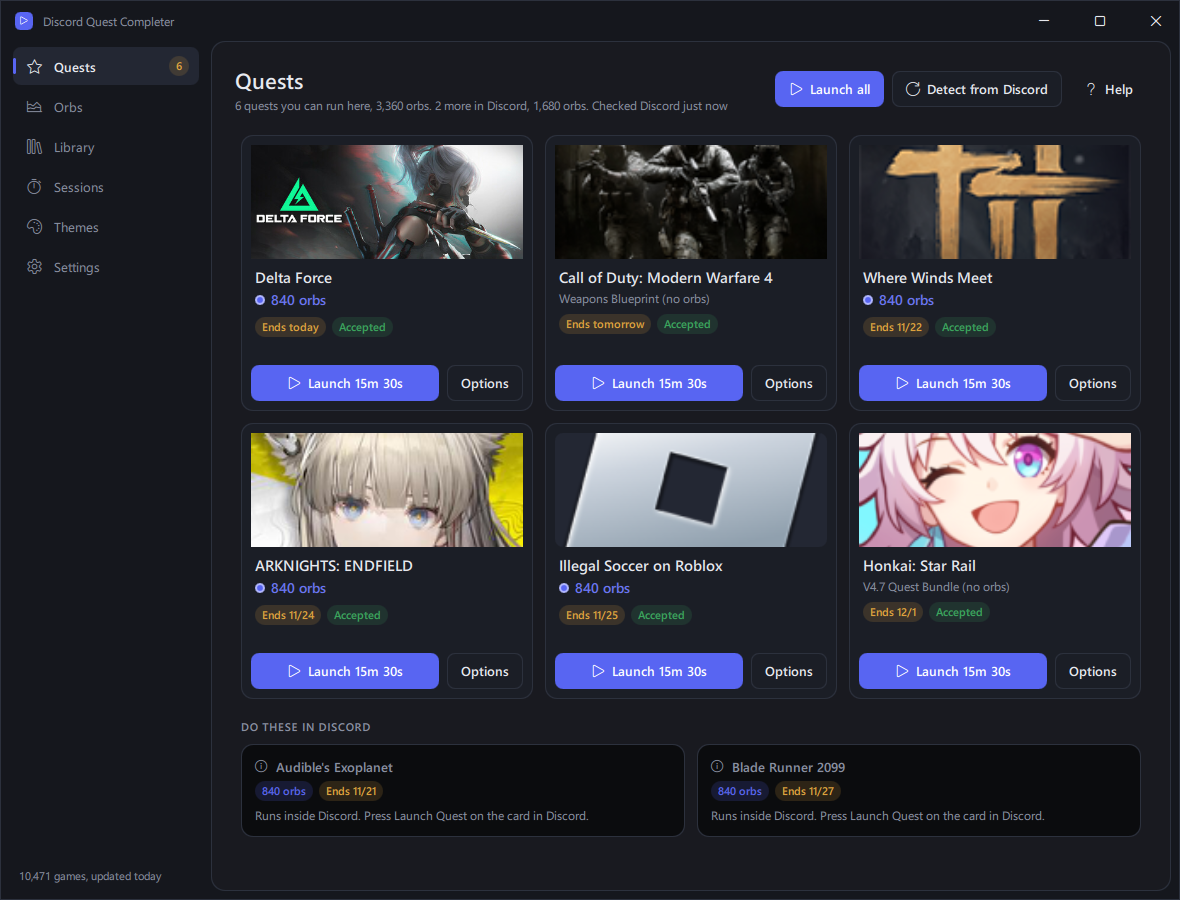 Discord Quest Completer
Quests
6
Orbs
Library
Sessions
Themes
Settings
10,471 games, updated today
Quests
6 quests you can run here, 3,360 orbs. 2 more in Discord, 1,680 orbs. Checked Discord just now
Launch all
Detect from Discord
? Help
DELTA FORCE
Delta Force
840 orbs
Ends today
Accepted
Launch 15m 30s
Options
Call of Duty: Modern Warfare 4
Weapons Blueprint (no orbs)
Ends tomorrow
Accepted
Launch 15m 30s
Options
Where Winds Meet
840 orbs
Ends 11/22
Accepted
Launch 15m 30s
Options
ARKNIGHTS: ENDFIELD
840 orbs
Ends 11/24
Accepted
Launch 15m 30s
Options
Illegal Soccer on Roblox
840 orbs
Ends 11/25
Accepted
Launch 15m 30s
Options
Honkai: Star Rail
V4.7 Quest Bundle (no orbs)
Ends 12/1
Accepted
Launch 15m 30s
Options
DO THESE IN DISCORD
Audible's Exoplanet
840 orbs
Ends 11/21
Runs inside Discord. Press Launch Quest on the card in Discord.
Blade Runner 2099
840 orbs
Ends 11/27
Runs inside Discord. Press Launch Quest on the card in Discord.